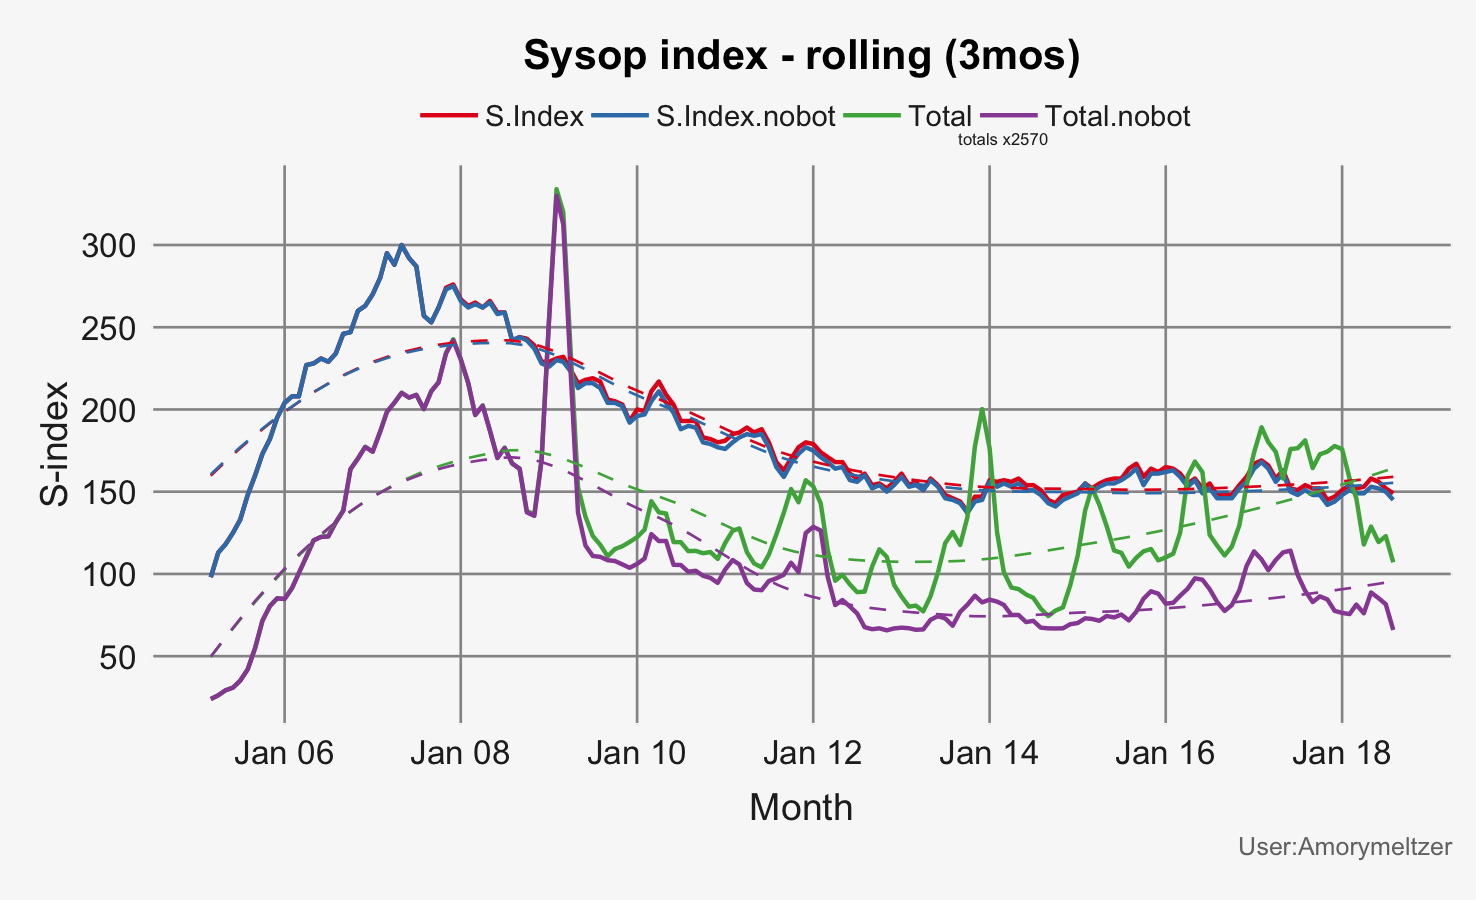 Sysop index - rolling (3mos)
S.Index S.Index.nobot Total Total.nobot
totals x2570
300
250
200
150
100
50
S-index
Jan 06 Jan 08 Jan 10 Jan 12 Jan 14 Jan 16 Jan 18
Month
User:Amorymeltzer